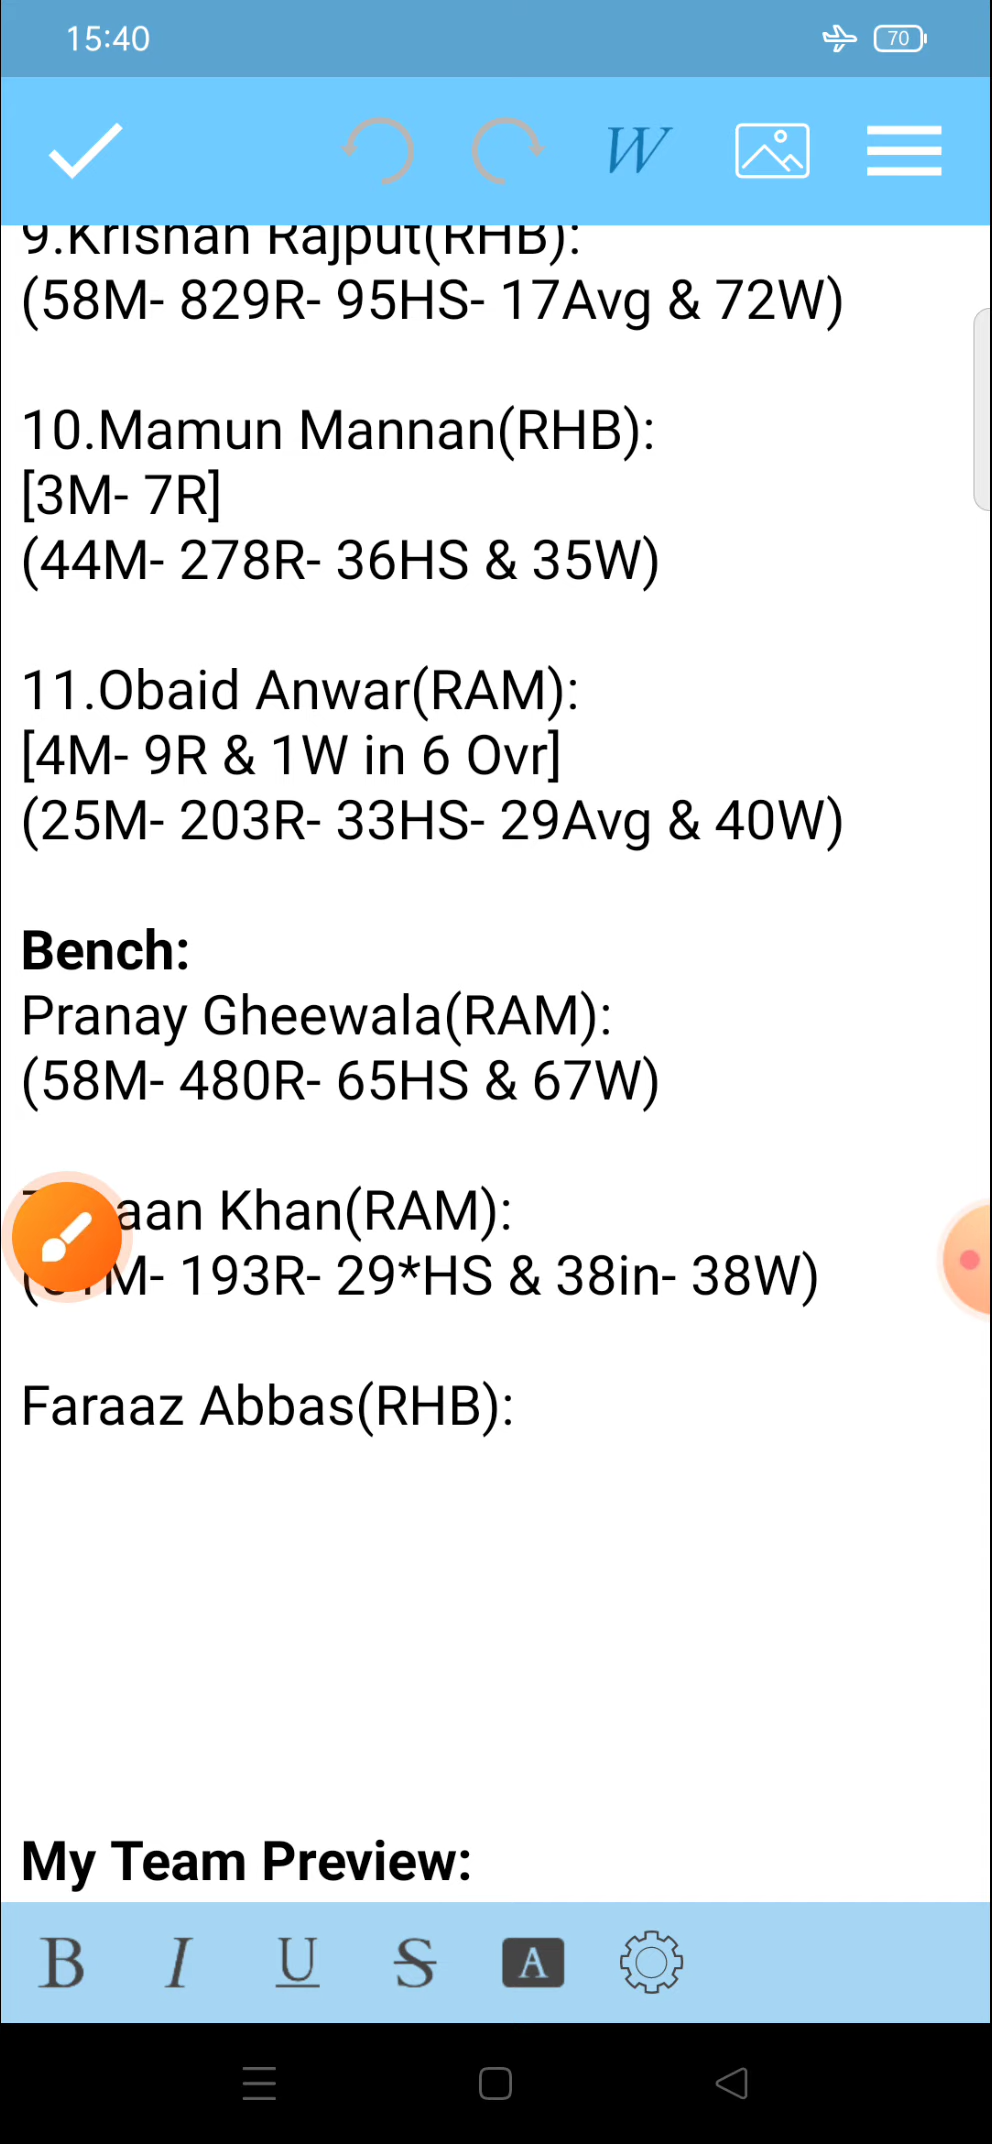 15:40
70
W
9.Krishan Rajput(RHB):
(58M- 829R- 95HS- 17Avg & 72W)
10.Mamun Mannan(RHB):
[3M- 7R]
(44M- 278R- 36HS & 35W)
11.Obaid Anwar(RAM):
[4M- 9R & 1W in 6 Ovr]
(25M- 203R- 33HS- 29Avg & 40W)
Bench:
Pranay Gheewala(RAM):
(58M- 480R- 65HS & 67W)
Khan(RAM):
193R- 29*HS & 38in- 38W)
Faraaz Abbas(RHB):
My Team Preview:
B I U S A